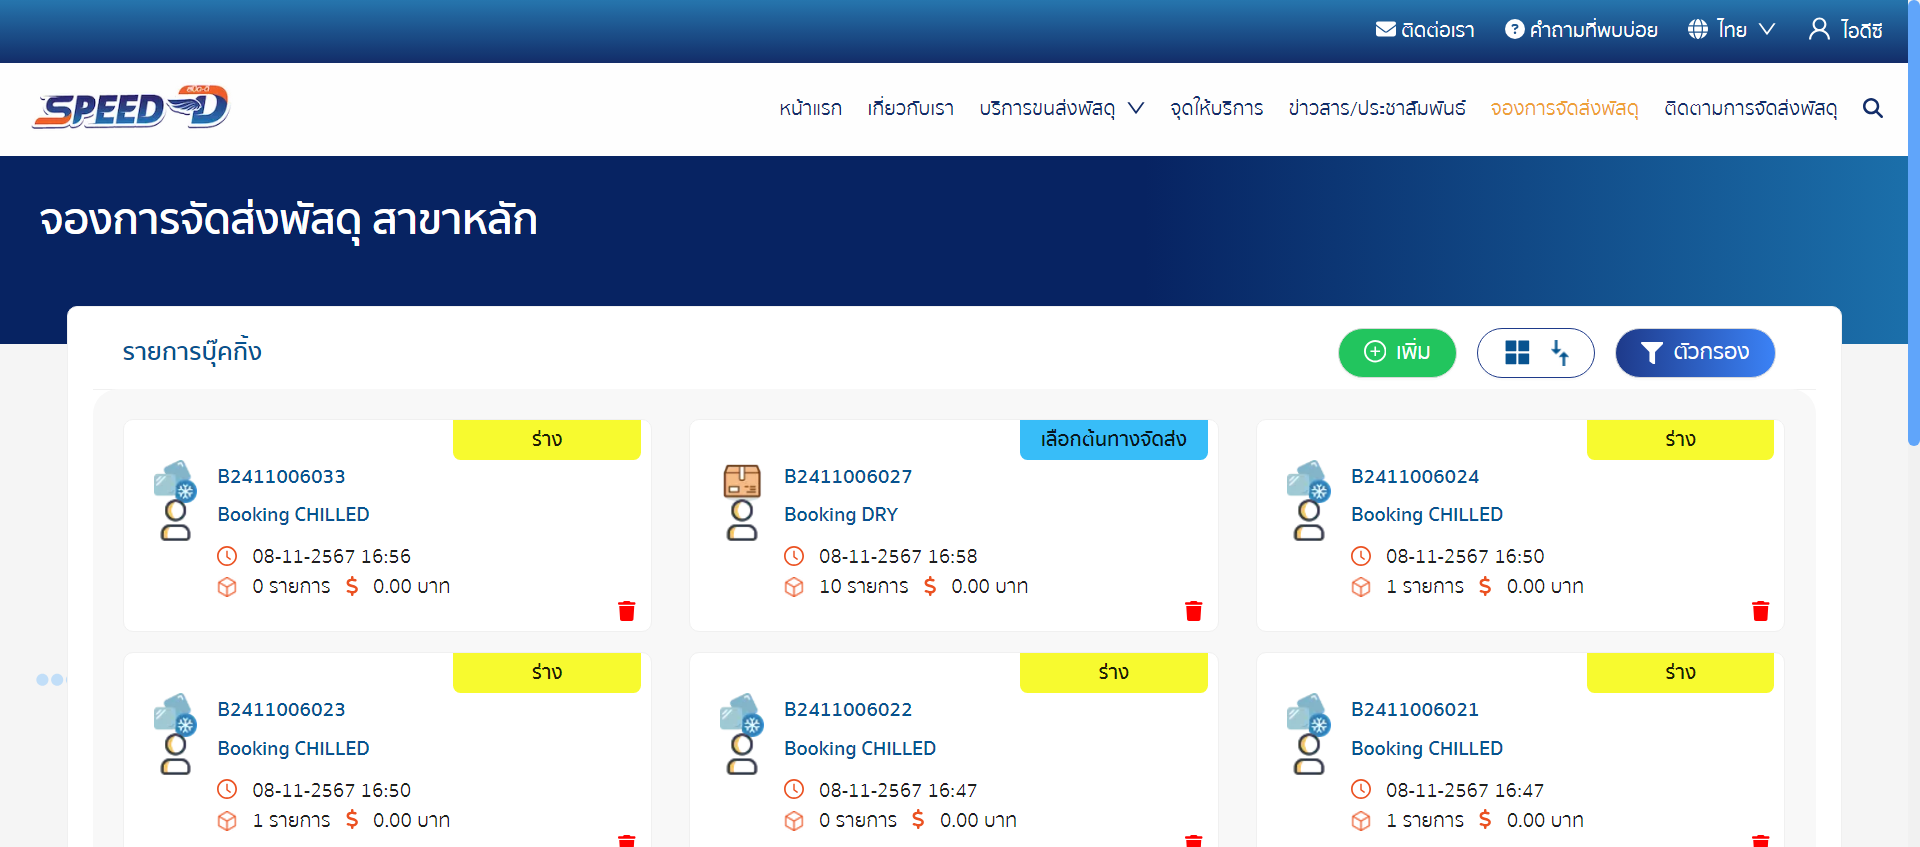 ติดต่อเรา คำถามที่พบบ่อย ไทย ไอดีซี
SPEED-D สปีด-ดี
หน้าแรก เกี่ยวกับเรา บริการขนส่งพัสดุ จุดให้บริการ ข่าวสาร/ประชาสัมพันธ์ จองการจัดส่งพัสดุ ติดตามการจัดส่งพัสดุ
จองการจัดส่งพัสดุ สาขาหลัก
รายการบุ๊คกิ้ง เพิ่ม ตัวกรอง
ร่าง
B2411006033
Booking CHILLED
08-11-2567 16:56
0 รายการ $ 0.00 บาท
เลือกต้นทางจัดส่ง
B2411006027
Booking DRY
08-11-2567 16:58
10 รายการ $ 0.00 บาท
ร่าง
B2411006024
Booking CHILLED
08-11-2567 16:50
1 รายการ $ 0.00 บาท
ร่าง
B2411006023
Booking CHILLED
08-11-2567 16:50
1 รายการ $ 0.00 บาท
ร่าง
B2411006022
Booking CHILLED
08-11-2567 16:47
0 รายการ $ 0.00 บาท
ร่าง
B2411006021
Booking CHILLED
08-11-2567 16:47
1 รายการ $ 0.00 บาท